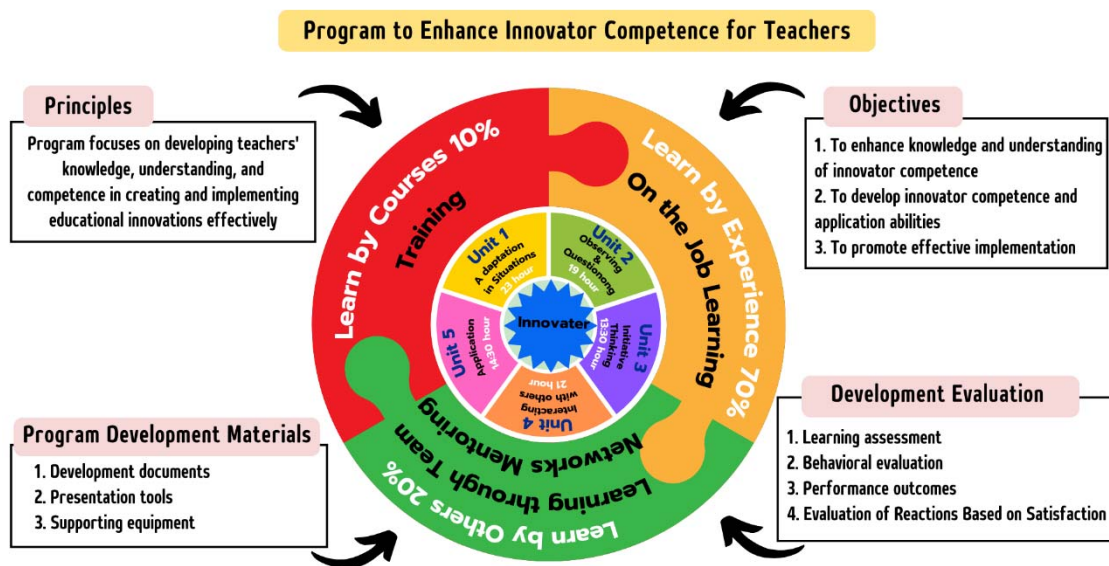 Program to Enhance Innovator Competence for Teachers
Principles
Program focuses on developing teachers'
knowledge, understanding, and
competence in creating and implementing
educational innovations effectively
Objectives
1. To enhance knowledge and understanding
of innovator competence
2. To develop innovator competence and
application abilities
3. To promote effective implementation
Learn by Courses 10%
Training
Learn by Experience 70%
On the Job Learning
Unit 1
A daptation
in Situations
23 hour
Unit 2
Observing
&
Questionong
19 hour
Unit 3
Initiative
Thinking
13:30 hour
Unit 4
Interacting
with others
21 hour
Unit 5
Application
14:30 hour
Innovater
Learn by Others 20%
Learning through Team
Networks Mentoring
Program Development Materials
1. Development documents
2. Presentation tools
3. Supporting equipment
Development Evaluation
1. Learning assessment
2. Behavioral evaluation
3. Performance outcomes
4. Evaluation of Reactions Based on Satisfaction